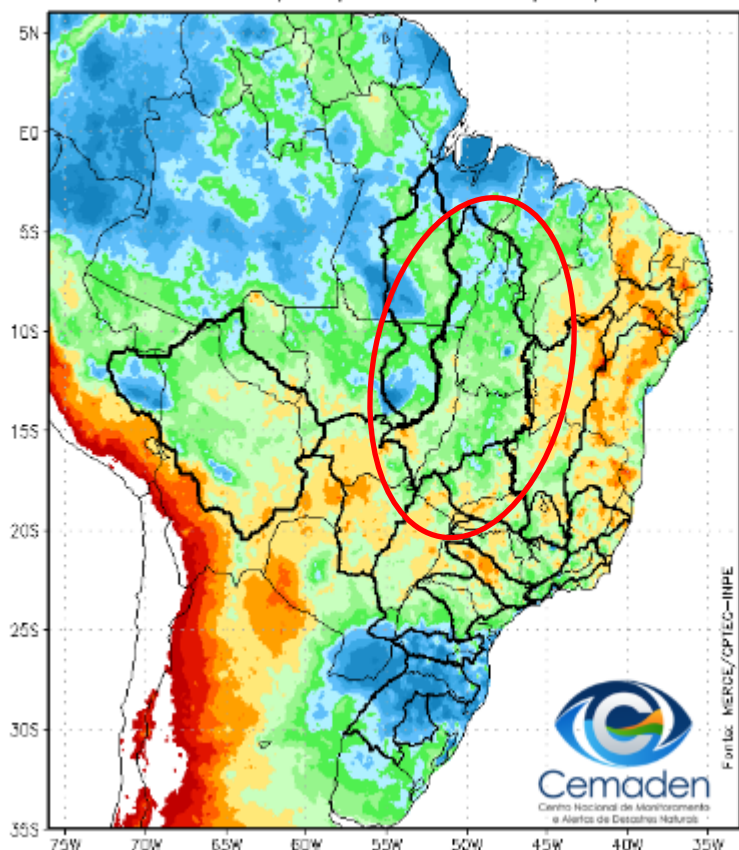 5N
EQ
5S
10S
15S
20S
25S
30S
35S
75W 70W 65W 60W 55W 50W 45W 40W 35W
Fonte: MERGE/CPTEC-INPE
Cemaden
Centro Nacional de Monitoramento
e Alertas de Desastres Naturais